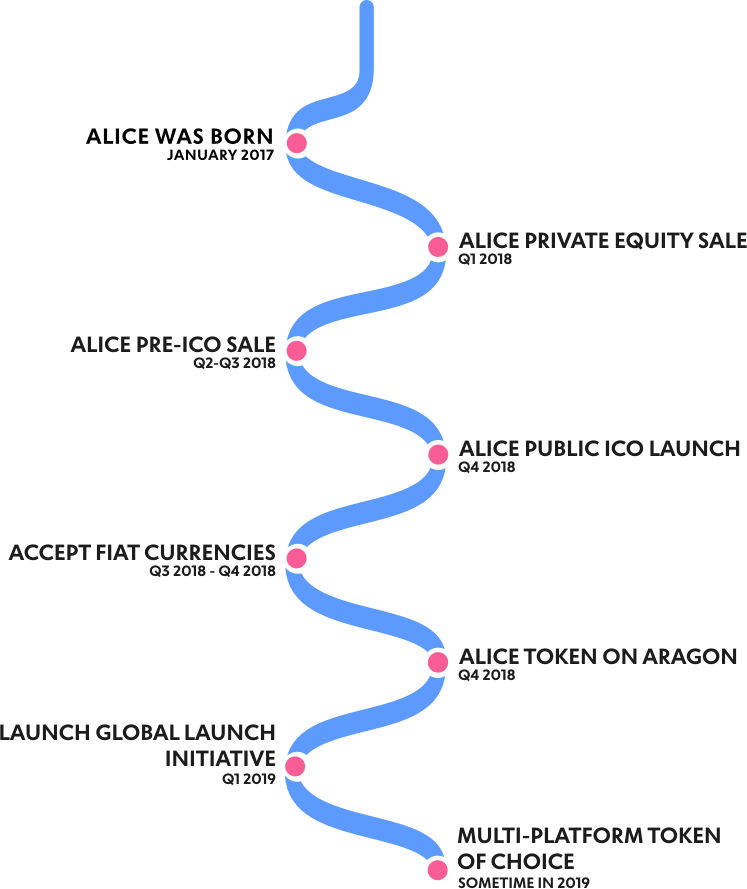 ALICE WAS BORN
JANUARY 2017
ALICE PRIVATE EQUITY SALE
Q1 2018
ALICE PRE-ICO SALE
Q2-Q3 2018
ALICE PUBLIC ICO LAUNCH
Q4 2018
ACCEPT FIAT CURRENCIES
Q3 2018 - Q4 2018
ALICE TOKEN ON ARAGON
Q4 2018
LAUNCH GLOBAL LAUNCH
INITIATIVE
Q1 2019
MULTI-PLATFORM TOKEN
OF CHOICE
SOMETIME IN 2019